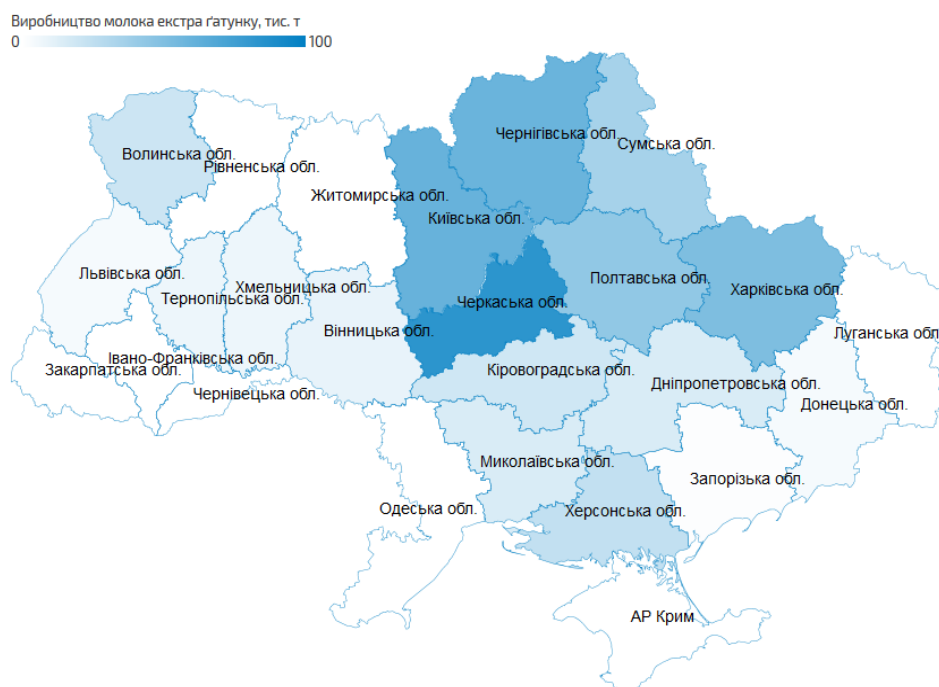 Виробництво молока екстра ґатунку, тис. т
0 100
Чернігівська обл.
Сумська обл.
Волинська обл.
Рівненська обл.
Житомирська обл.
Київська обл.
Львівська обл.
Тернопільська обл.
Хмельницька обл.
Черкаська обл.
Полтавська обл.
Харківська обл.
Вінницька обл.
Луганська обл
Івано-Франківська обл.
Закарпатська обл.
Кіровоградська обл.
Дніпропетровська обл.
Чернівецька обл.
Донецька обл.
Миколаївська обл.
Запорізька обл.
Одеська обл.
Херсонська обл.
АР Крим